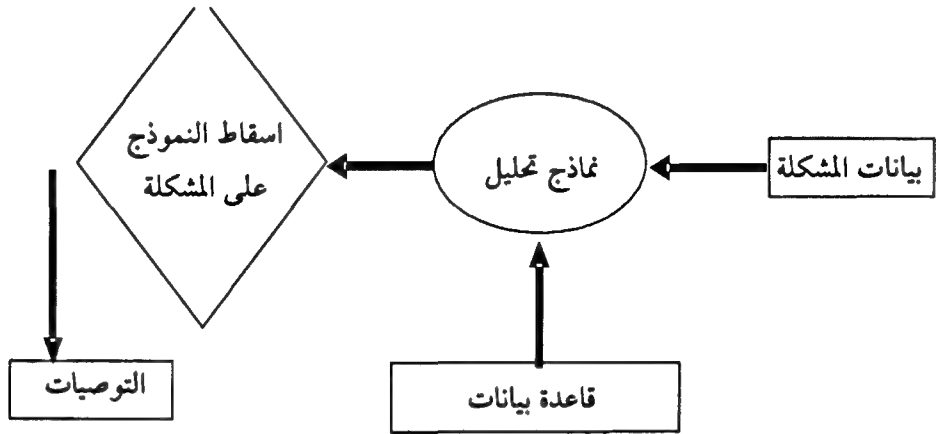 بيانات المشكلة
نماذج تحليل
اسقاط النموذج
على المشكلة
قاعدة بيانات
التوصيات